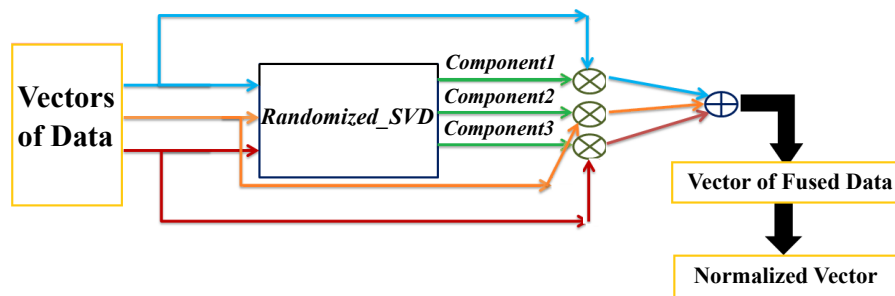 Vectors
of Data
Randomized_SVD
Component1
Component2
Component3
Vector of Fused Data
Normalized Vector